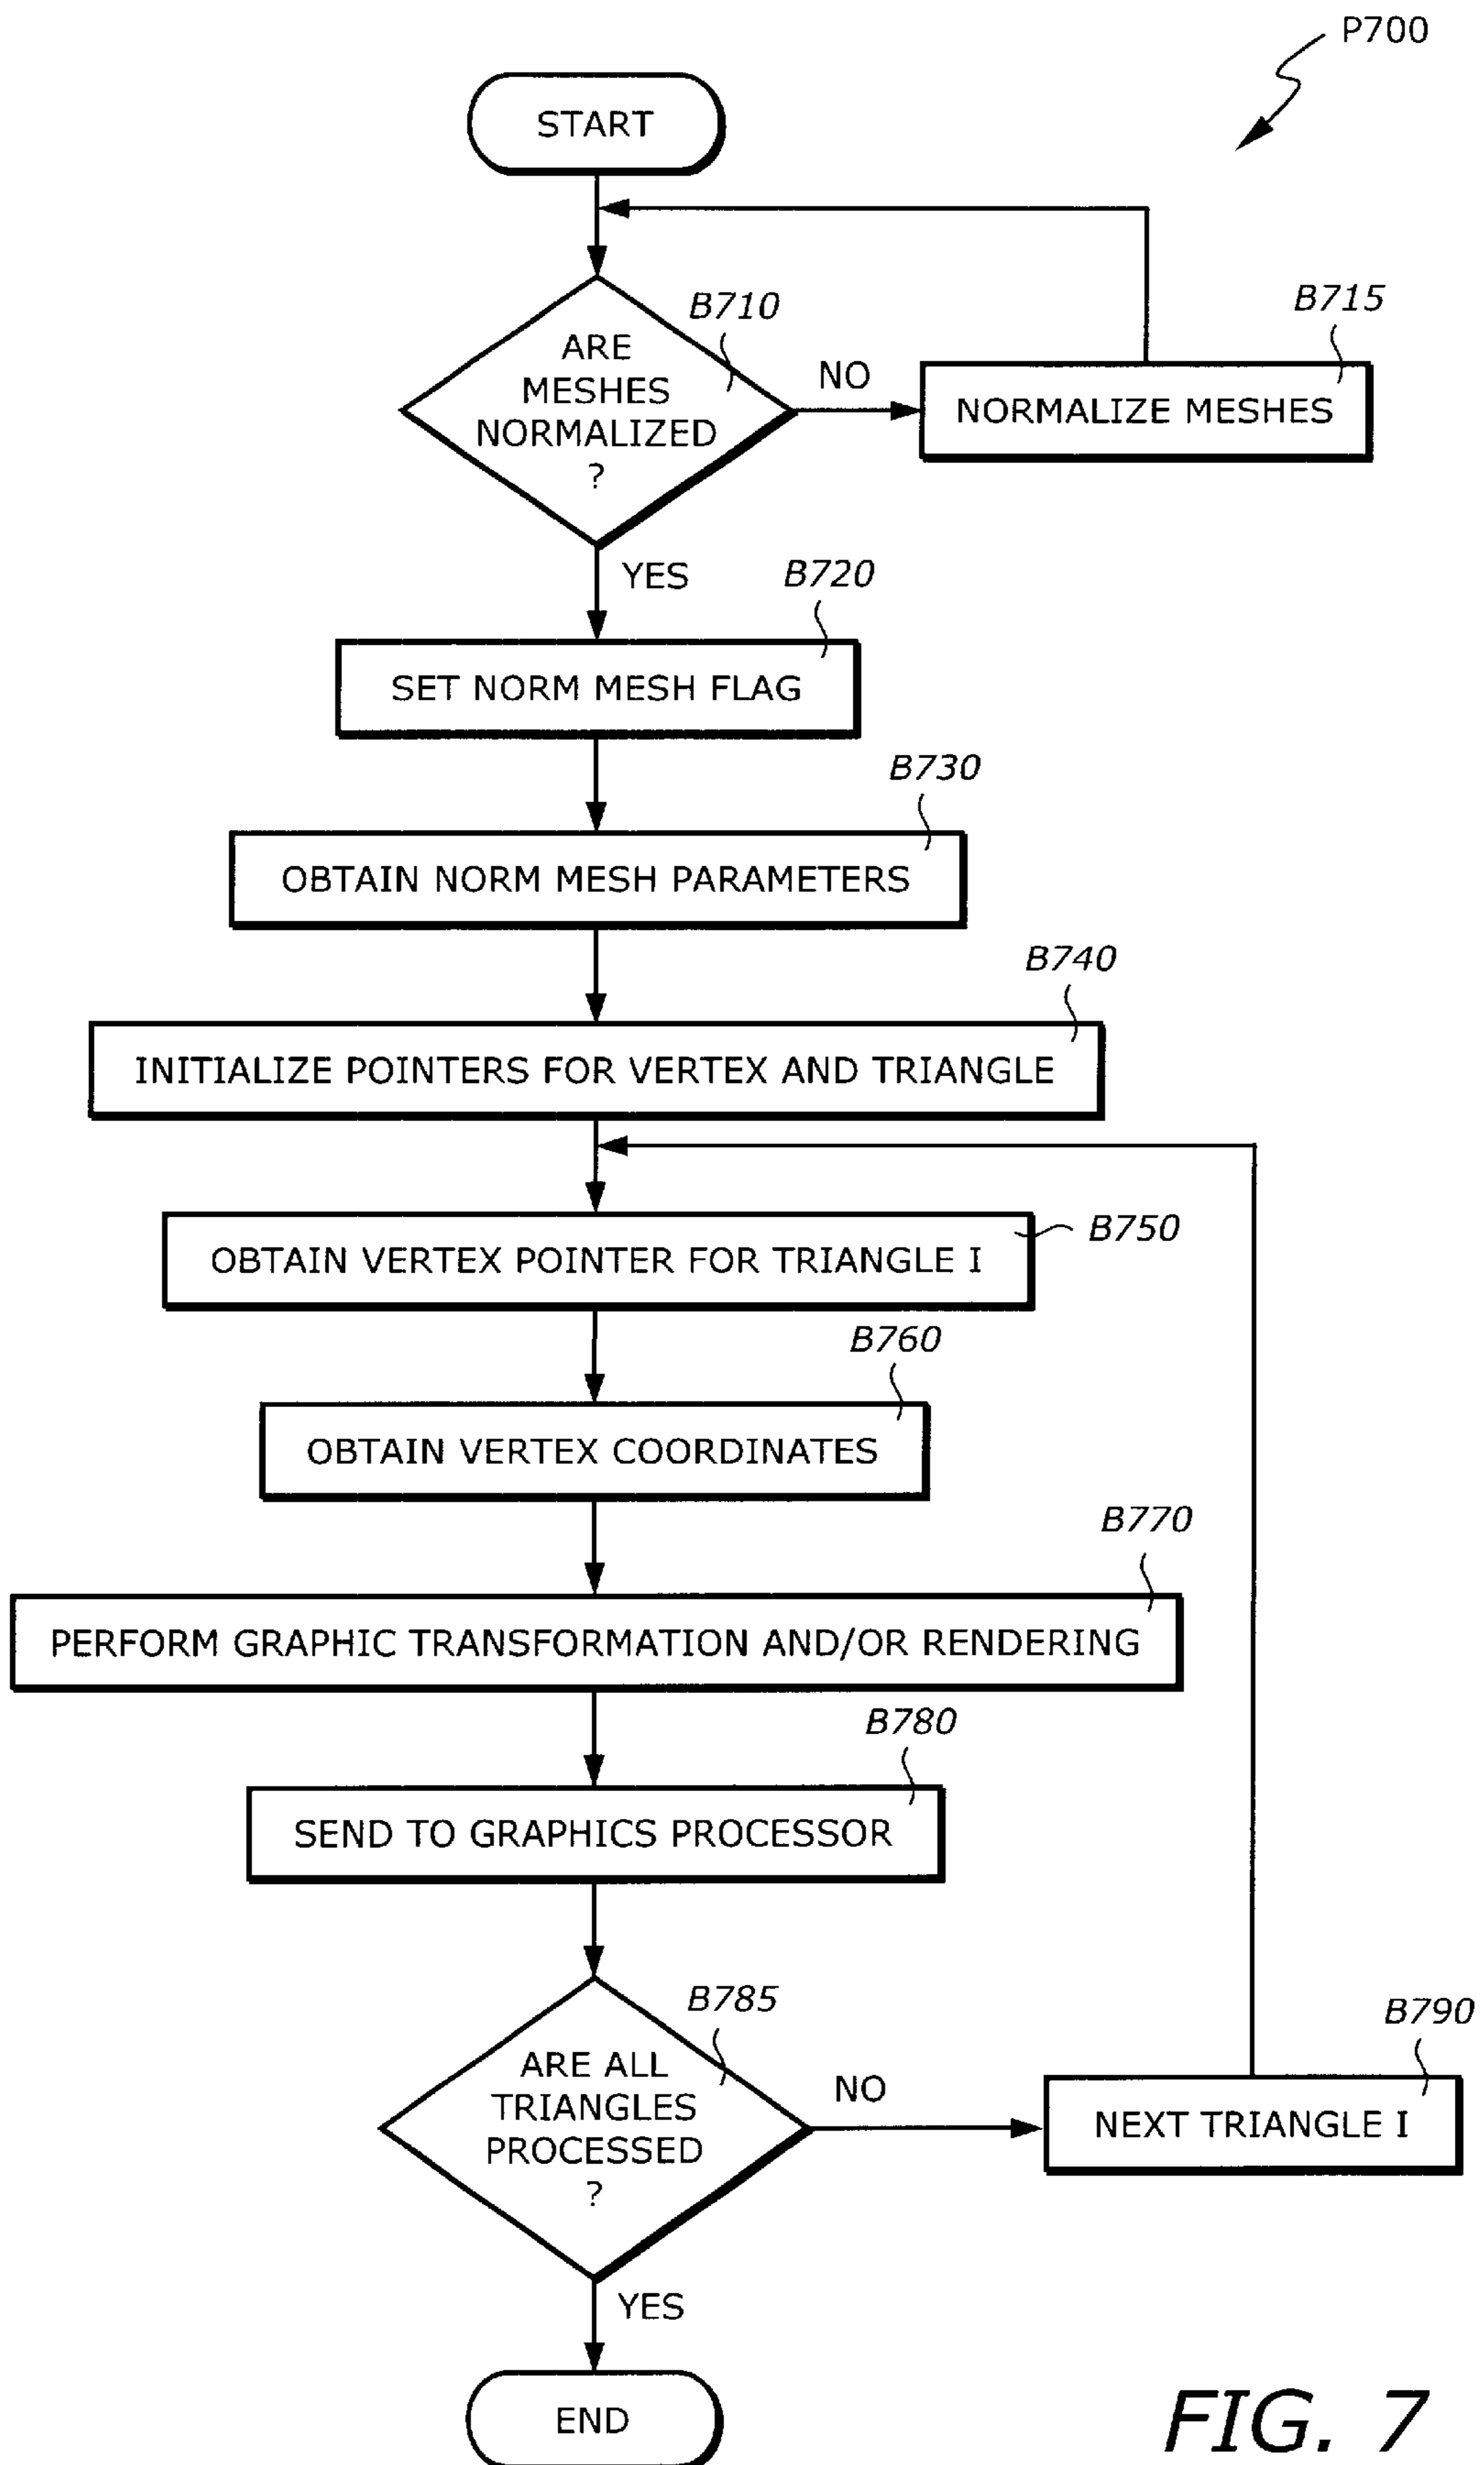 P700
START
B710
B715
ARE
MESHES
NORMALIZED
?
NO
NORMALIZE MESHES
YES
B720
SET NORM MESH FLAG
B730
OBTAIN NORM MESH PARAMETERS
B740
INITIALIZE POINTERS FOR VERTEX AND TRIANGLE
B750
OBTAIN VERTEX POINTER FOR TRIANGLE I
B760
OBTAIN VERTEX COORDINATES
B770
PERFORM GRAPHIC TRANSFORMATION AND/OR RENDERING
B780
SEND TO GRAPHICS PROCESSOR
B785
B790
ARE ALL
TRIANGLES
PROCESSED
?
NO
NEXT TRIANGLE I
YES
END
FIG. 7